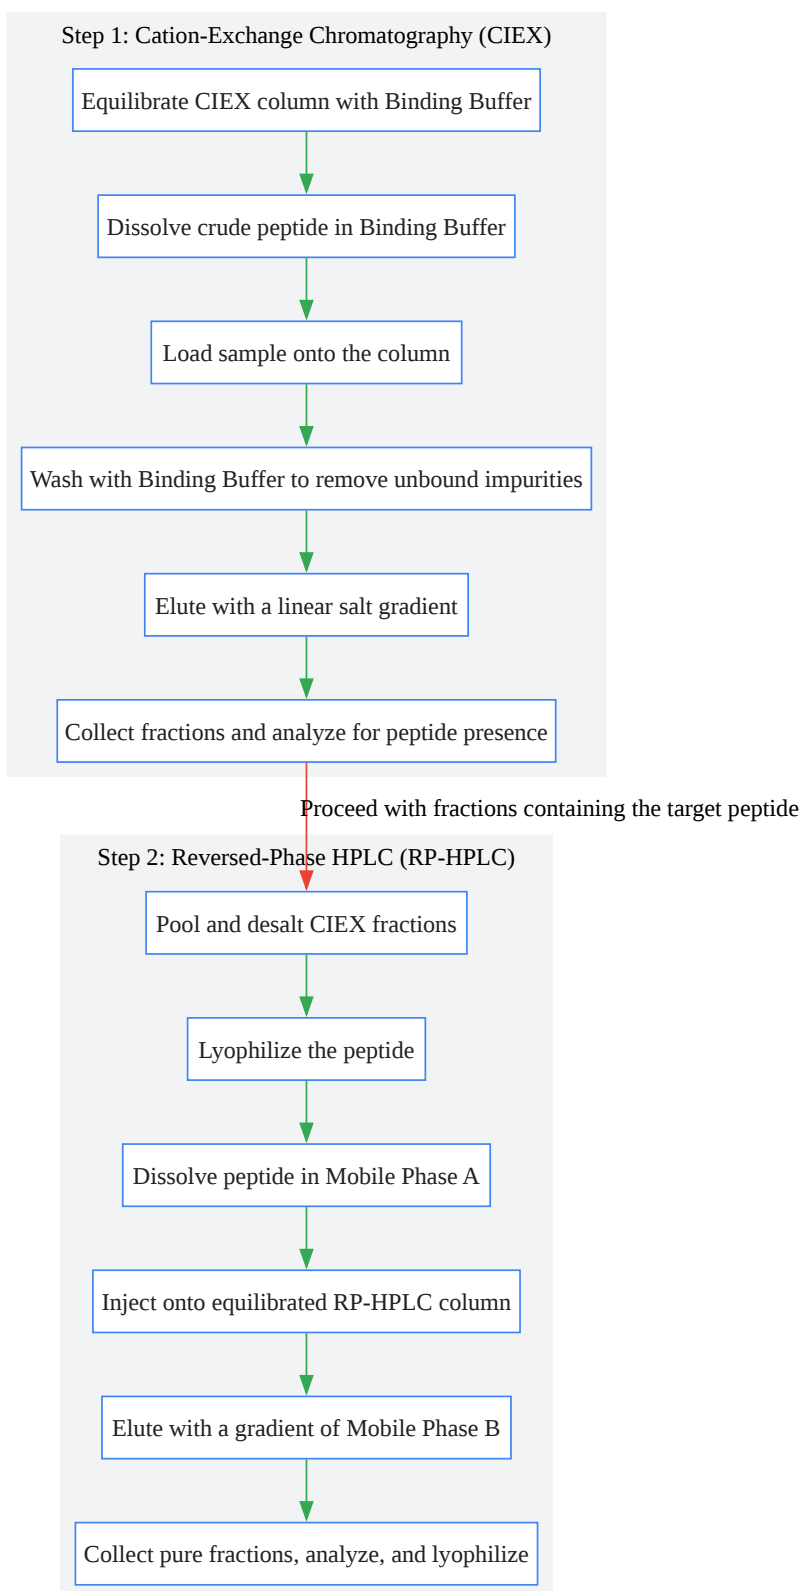 Step 1: Cation-Exchange Chromatography (CIEX)
Equilibrate CIEX column with Binding Buffer
Dissolve crude peptide in Binding Buffer
Load sample onto the column
Wash with Binding Buffer to remove unbound impurities
Elute with a linear salt gradient
Collect fractions and analyze for peptide presence
Proceed with fractions containing the target peptide
Step 2: Reversed-Phase HPLC (RP-HPLC)
Pool and desalt CIEX fractions
Lyophilize the peptide
Dissolve peptide in Mobile Phase A
Inject onto equilibrated RP-HPLC column
Elute with a gradient of Mobile Phase B
Collect pure fractions, analyze, and lyophilize